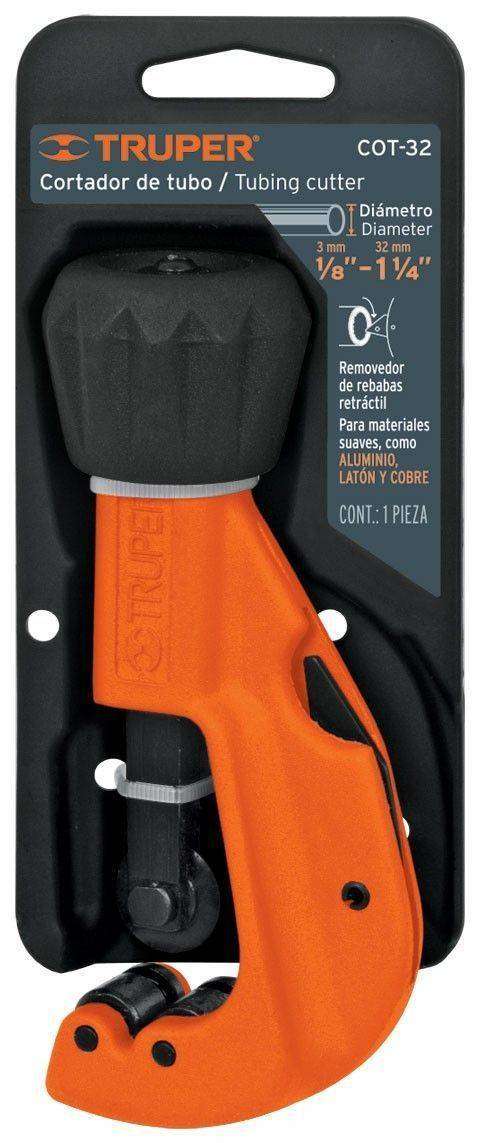 TRUPER®
COT-32
Cortador de tubo / Tubing cutter
Diámetro
Diameter
3 mm 32 mm
1/8" - 1 1/4"
Removedor
de rebabas
retráctil
Para materiales
suaves, como
ALUMINIO,
LATÓN Y COBRE
CONT.: 1 PIEZA
TRUPER